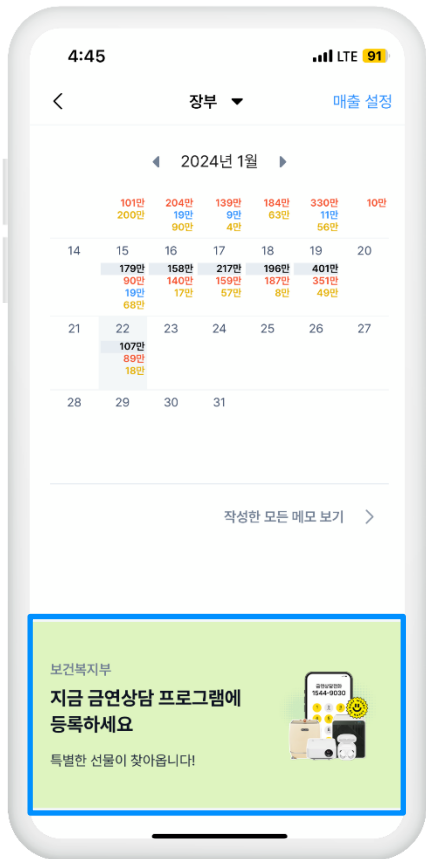 4:45 LTE 91
장부 매출 설정
2024년 1월
101만 204만 139만 184만 330만 10만
200만 19만 9만 63만 11만
90만 4만 56만
14 15 16 17 18 19 20
179만 158만 217만 196만 401만
90만 140만 159만 187만 351만
19만 17만 57만 8만 49만
68만
21 22 23 24 25 26 27
107만
89만
18만
28 29 30 31
작성한 모든 메모 보기
보건복지부
지금 금연상담 프로그램에
등록하세요
특별한 선물이 찾아옵니다!
금연상담전화
1544-9030